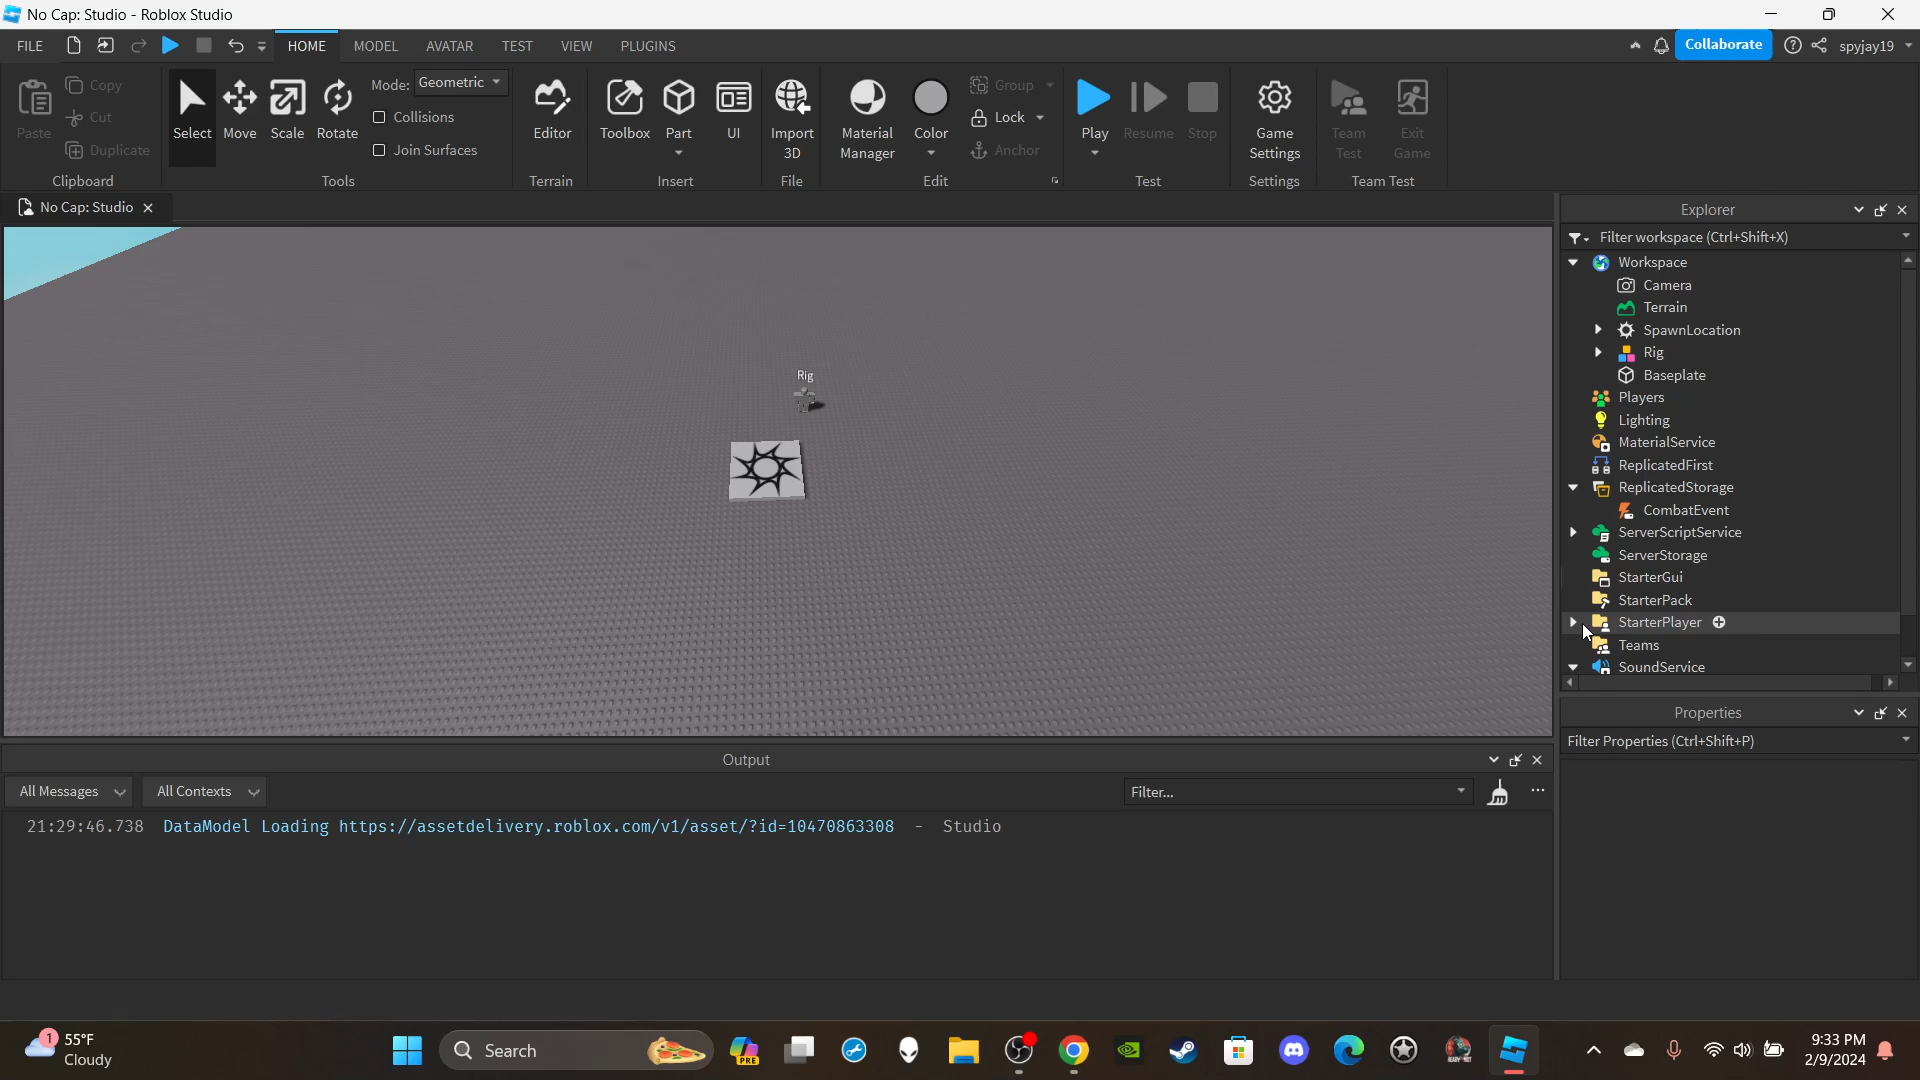 No Cap: Studio - Roblox Studio
FILE
HOME
MODEL
AVATAR
TEST
VIEW
PLUGINS
Collaborate
spyjay19
Paste
Copy
Cut
Duplicate
Clipboard
Select
Move
Scale
Rotate
Mode: Geometric
Collisions
Join Surfaces
Tools
Editor
Terrain
Toolbox
Part
UI
Insert
Import
3D
File
Material
Manager
Color
Group
Lock
Anchor
Edit
Play
Resume
Stop
Test
Game
Settings
Settings
Team
Test
Exit
Game
Team Test
No Cap: Studio
Rig
Explorer
Filter workspace (Ctrl+Shift+X)
Workspace
Camera
Terrain
SpawnLocation
Rig
Baseplate
Players
Lighting
MaterialService
ReplicatedFirst
ReplicatedStorage
CombatEvent
ServerScriptService
ServerStorage
StarterGui
StarterPack
StarterPlayer
Teams
SoundService
Properties
Filter Properties (Ctrl+Shift+P)
Output
All Messages
All Contexts
Filter...
21:29:46.738 DataModel Loading https://assetdelivery.roblox.com/v1/asset/?id=10470863308 - Studio
1
55°F
Cloudy
Search
PRE
9:33 PM
2/9/2024